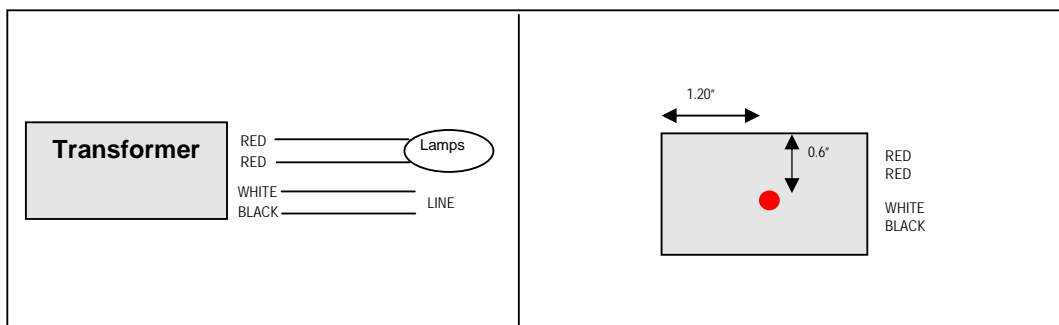 Transformer
RED
RED
WHITE
BLACK
Lamps
LINE
1.20"
0.6"
RED
RED
WHITE
BLACK